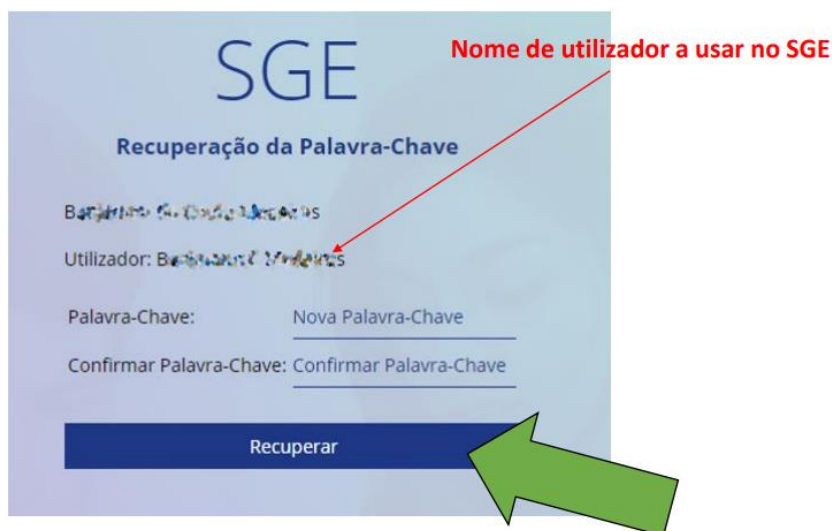 SGE
Nome de utilizador a usar no SGE
Recuperação da Palavra-Chave
Utilizador:
Palavra-Chave: Nova Palavra-Chave
Confirmar Palavra-Chave: Confirmar Palavra-Chave
Recuperar